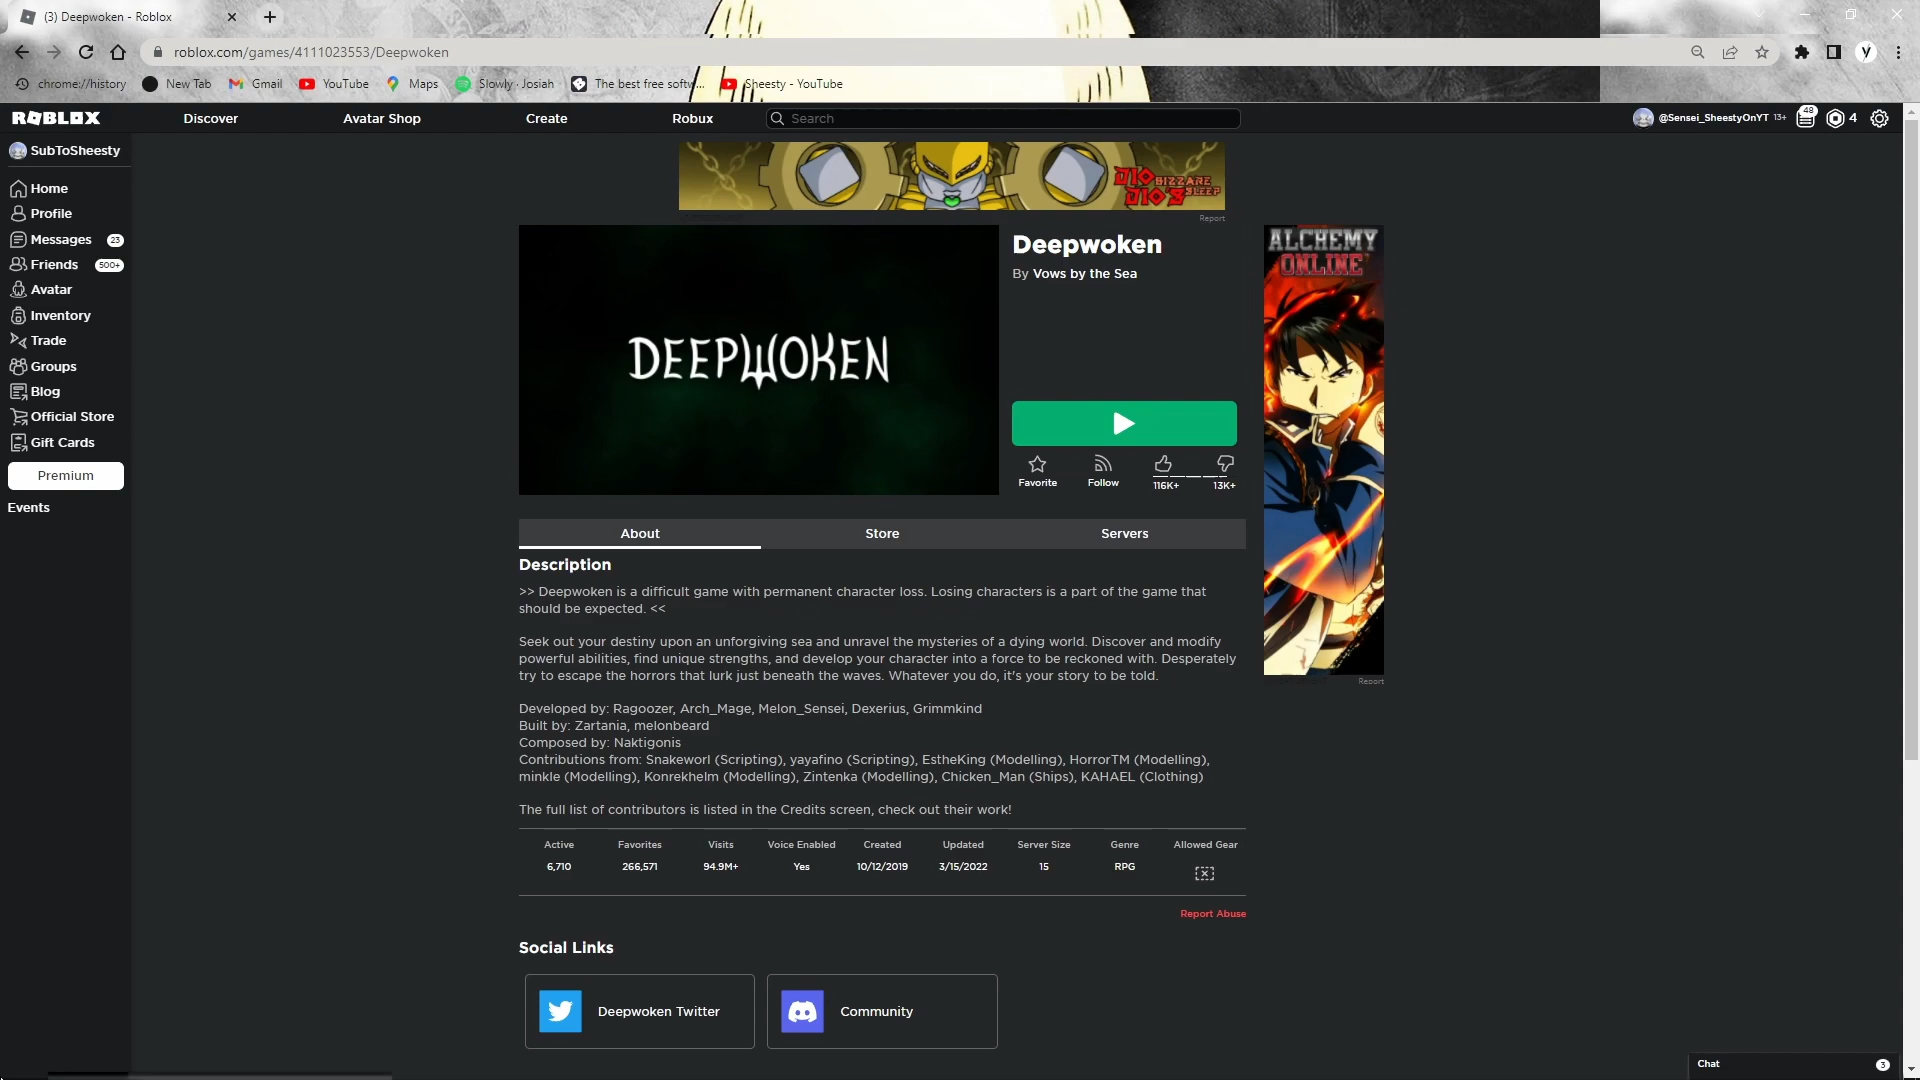 (3) Deepwoken - Roblox
roblox.com/games/4111023553/Deepwoken
y
chrome://history
New Tab
Gmail
YouTube
Maps
Slowly · Josiah
The best free softw...
Sheesty - YouTube
ROBLOX
Discover
Avatar Shop
Create
Robux
Search
@Sensei_SheestyOnYT 13+
48
4
SubToSheesty
Home
Profile
Messages 23
Friends 500+
Avatar
Inventory
Trade
Groups
Blog
Official Store
Gift Cards
Premium
Events
DIO BIZZARE
DIO'S SLEEP
Report
DEEPWOKEN
Deepwoken
By Vows by the Sea
Favorite
Follow
116K+
13K+
ALCHEMY
ONLINE
Report
About
Store
Servers
Description
>> Deepwoken is a difficult game with permanent character loss. Losing characters is a part of the game that
should be expected. <<
Seek out your destiny upon an unforgiving sea and unravel the mysteries of a dying world. Discover and modify
powerful abilities, find unique strengths, and develop your character into a force to be reckoned with. Desperately
try to escape the horrors that lurk just beneath the waves. Whatever you do, it's your story to be told.
Developed by: Ragoozer, Arch_Mage, Melon_Sensei, Dexerius, Grimmkind
Built by: Zartania, melonbeard
Composed by: Naktigonis
Contributions from: Snakeworl (Scripting), yayafino (Scripting), EstheKing (Modelling), HorrorTM (Modelling),
minkle (Modelling), Konrekhelm (Modelling), Zintenka (Modelling), Chicken_Man (Ships), KAHAEL (Clothing)
The full list of contributors is listed in the Credits screen, check out their work!
Active Favorites Visits Voice Enabled Created Updated Server Size Genre Allowed Gear
6,710 266,571 94.9M+ Yes 10/12/2019 3/15/2022 15 RPG
Report Abuse
Social Links
Deepwoken Twitter
Community
Chat
3